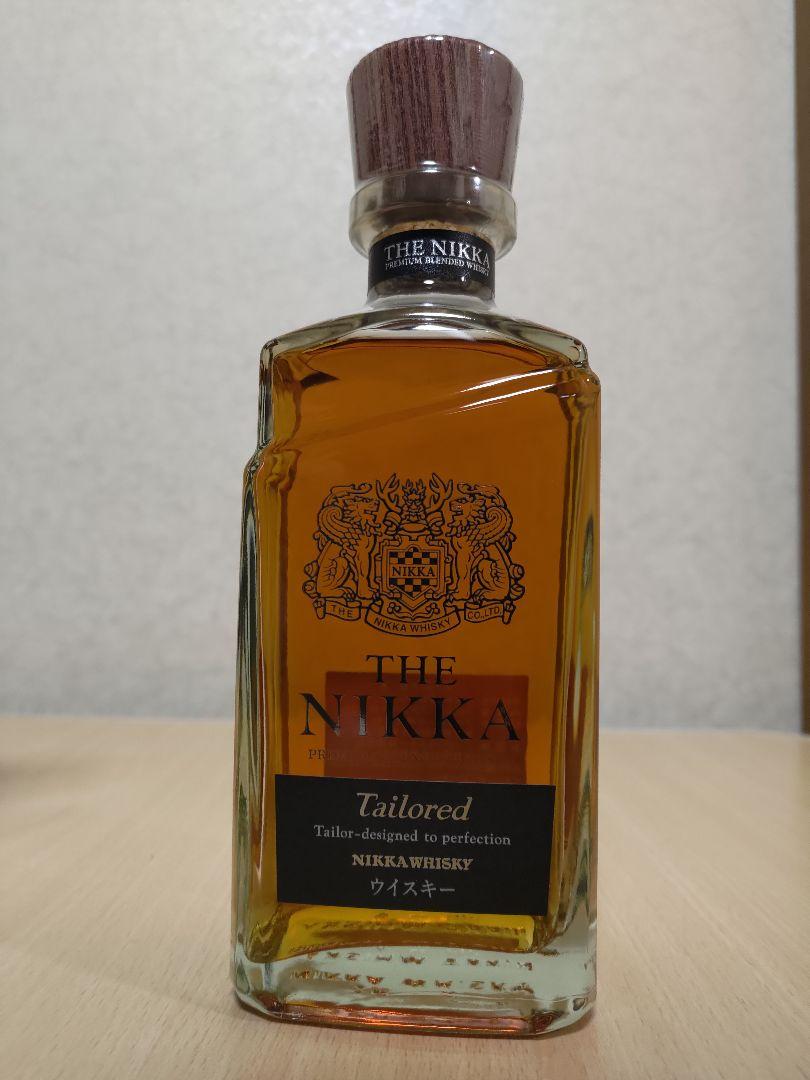 THE NIKKA
PREMIUM BLENDED WHISKY
NIKKA
THE
NIKKA WHISKY
CO.,LTD.
THE
NIKKA
Tailored
Tailor-designed to perfection
NIKKA WHISKY
ウイスキー